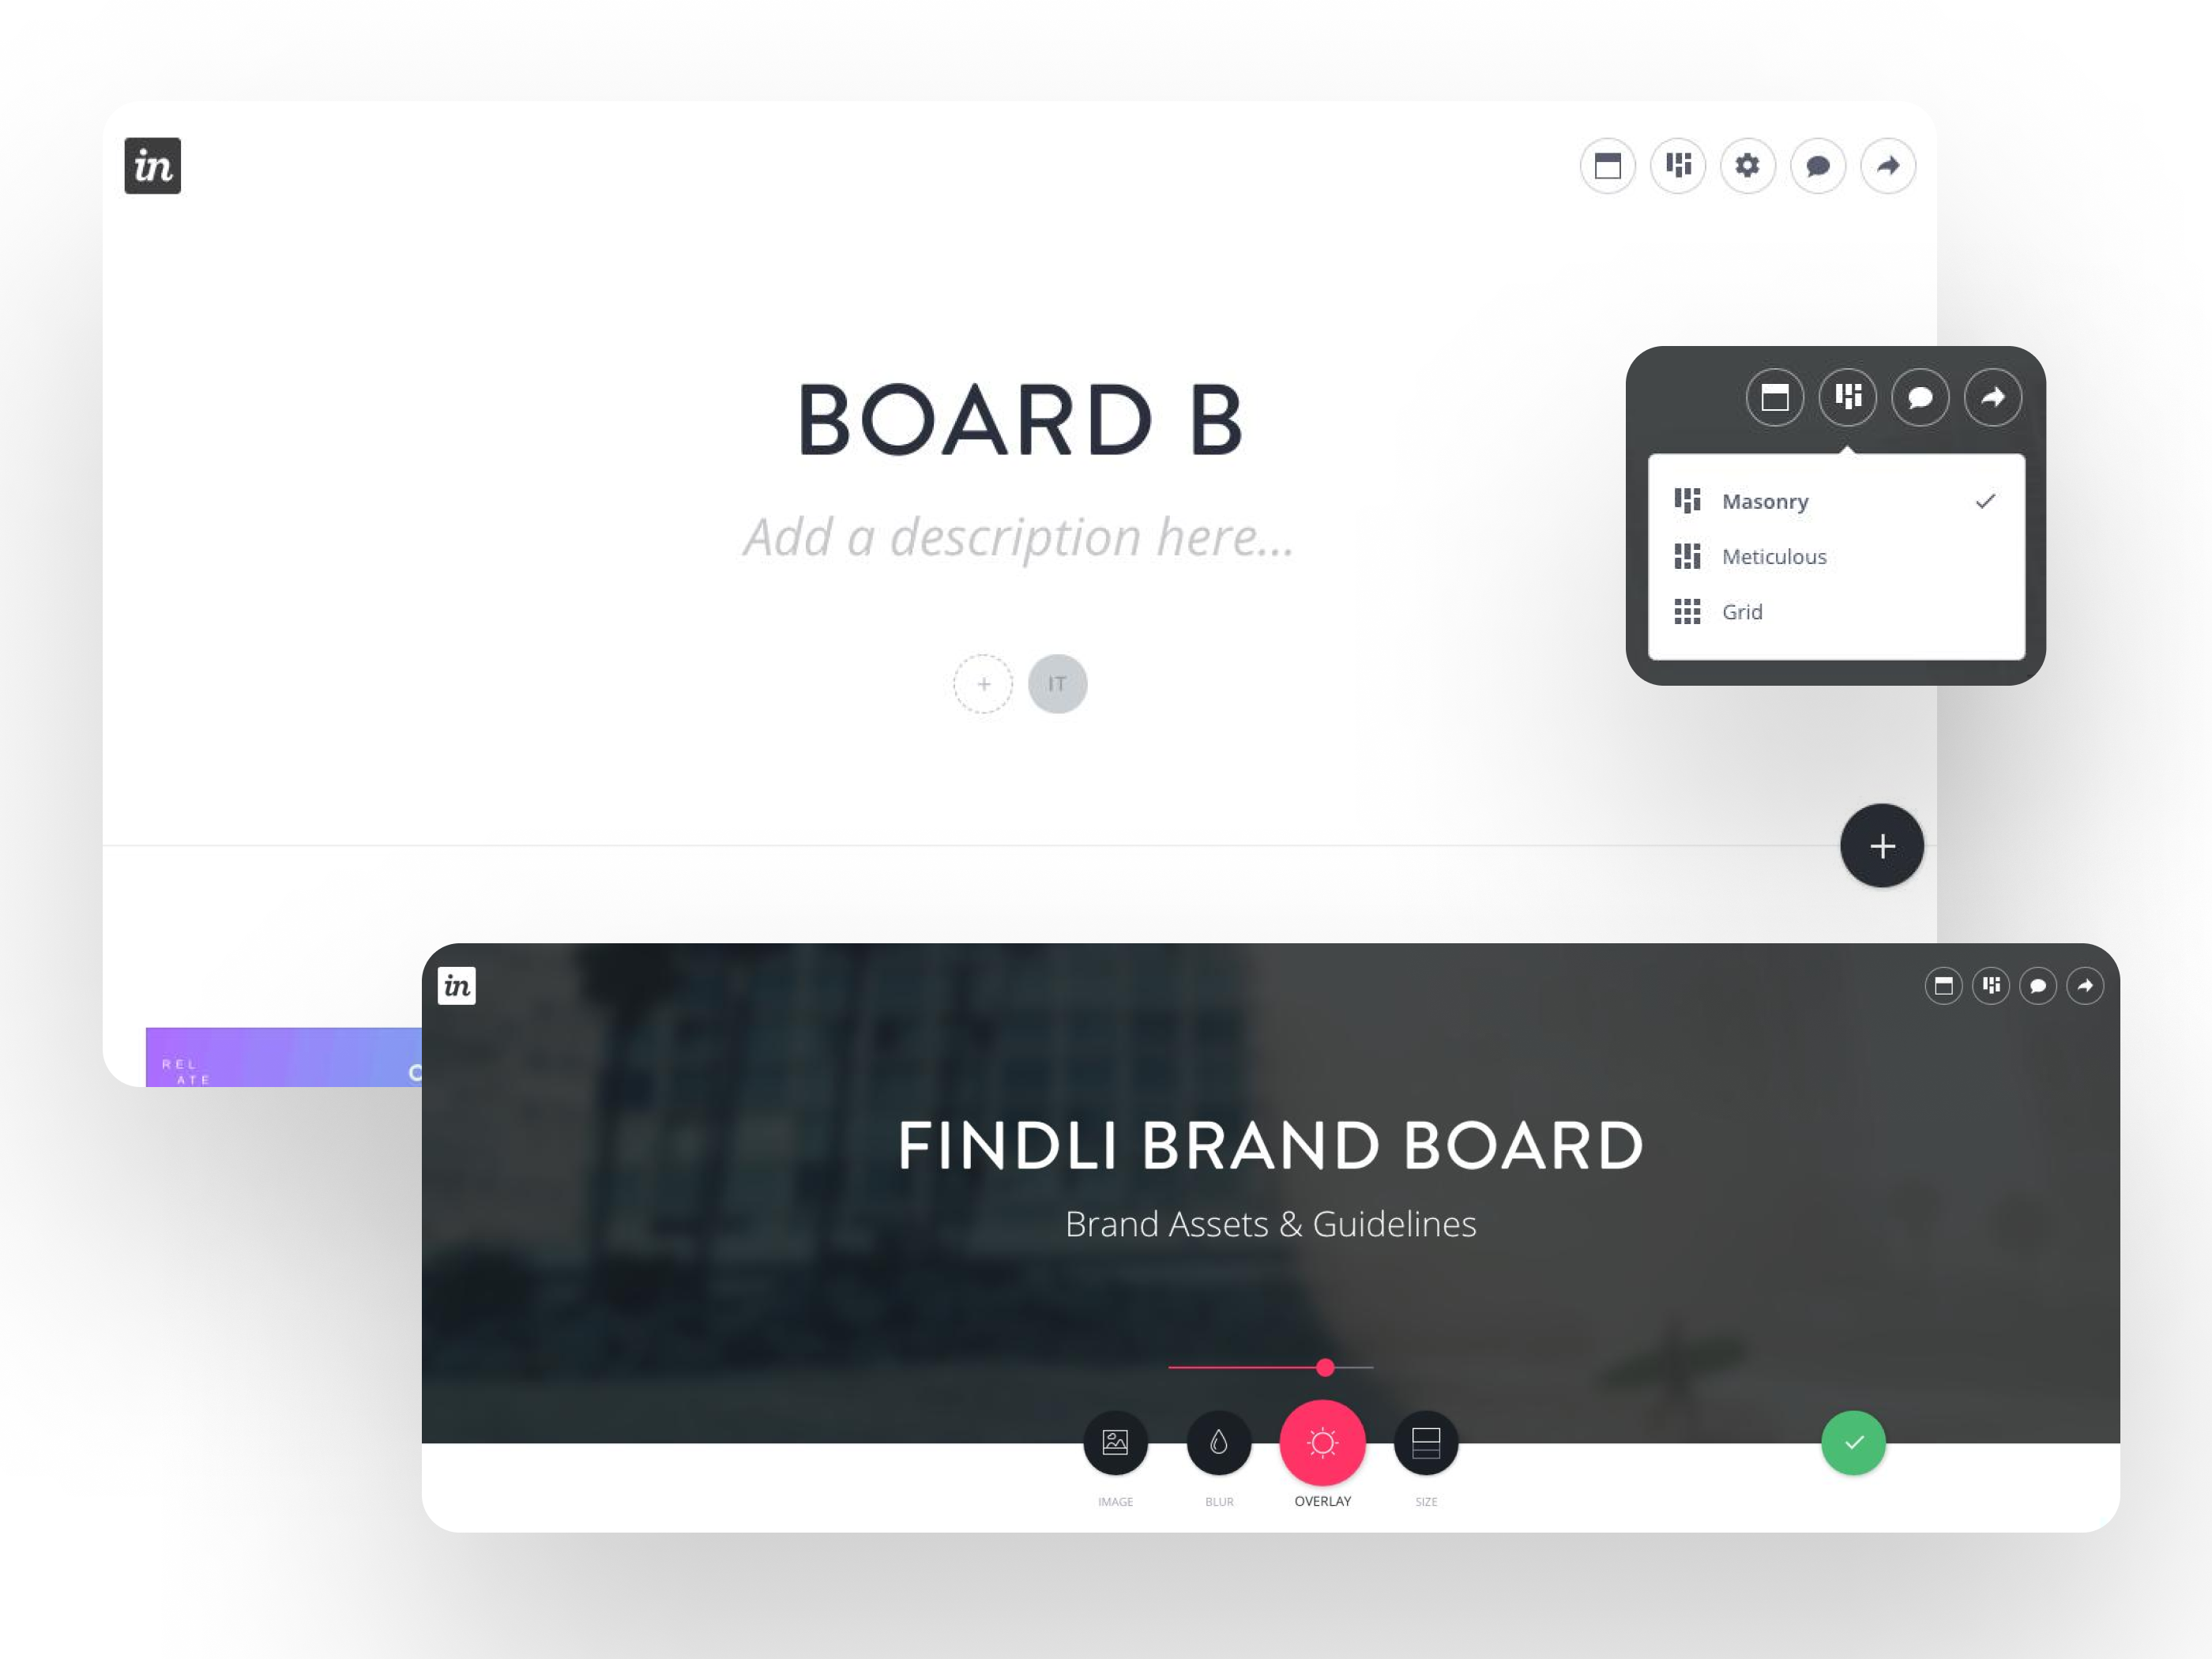 in
BOARD B
Add a description here...
+ IT
Masonry
Meticulous
Grid
+
REL
ATE
in
FINDLI BRAND BOARD
Brand Assets & Guidelines
IMAGE BLUR OVERLAY SIZE